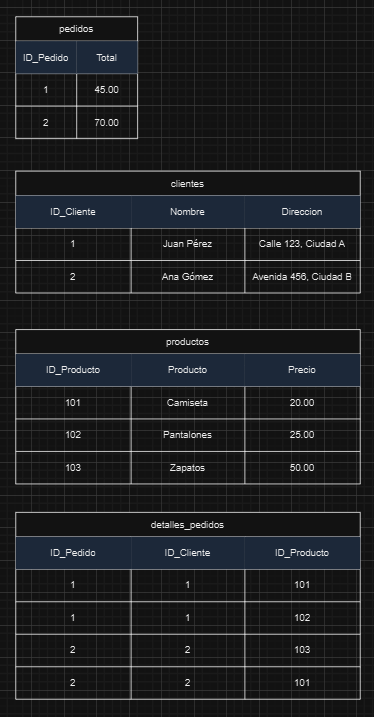 pedidos
ID_Pedido Total
1 45.00
2 70.00
clientes
ID_Cliente Nombre Direccion
1 Juan Pérez Calle 123, Ciudad A
2 Ana Gómez Avenida 456, Ciudad B
productos
ID_Producto Producto Precio
101 Camiseta 20.00
102 Pantalones 25.00
103 Zapatos 50.00
detalles_pedidos
ID_Pedido ID_Cliente ID_Producto
1 1 101
1 1 102
2 2 103
2 2 101